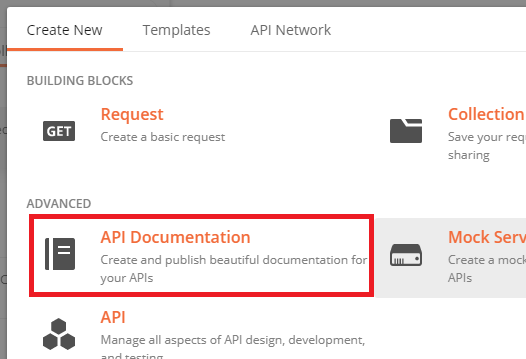 Create New Templates API Network
BUILDING BLOCKS
Request
Create a basic request
GET
Collection
Save your requ
sharing
ADVANCED
API Documentation
Create and publish beautiful documentation for
your APIs
Mock Serv
Create a mock
APIs
API
Manage all aspects of API design, development,
and testing